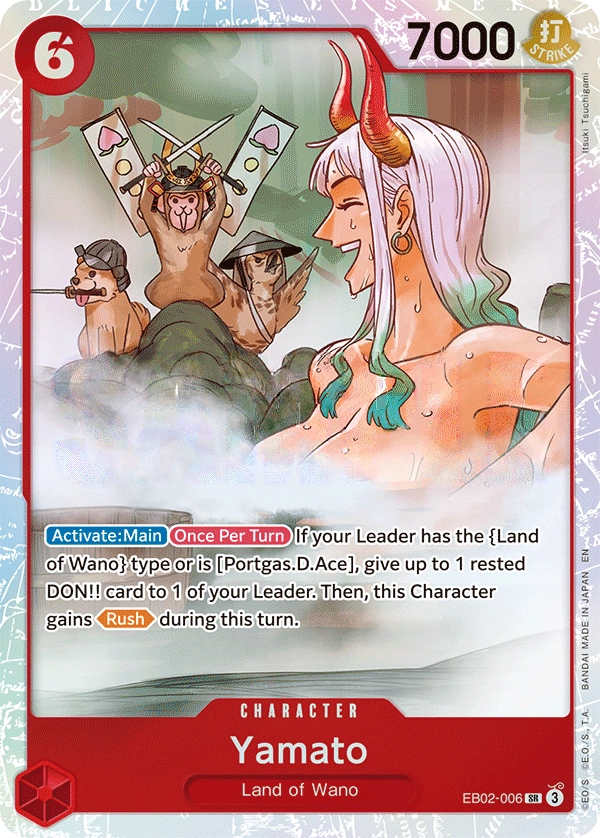 6
7000
打
STRIKE
Itsuki Tsuchigami
Activate:Main Once Per Turn If your Leader has the {Land
of Wano} type or is [Portgas.D.Ace], give up to 1 rested
DON!! card to 1 of your Leader. Then, this Character
gains Rush during this turn.
©E.O./S., T.A. BANDAI MADE IN JAPAN EN
©EO/S
CHARACTER
Yamato
Land of Wano
EB02-006 SR 3